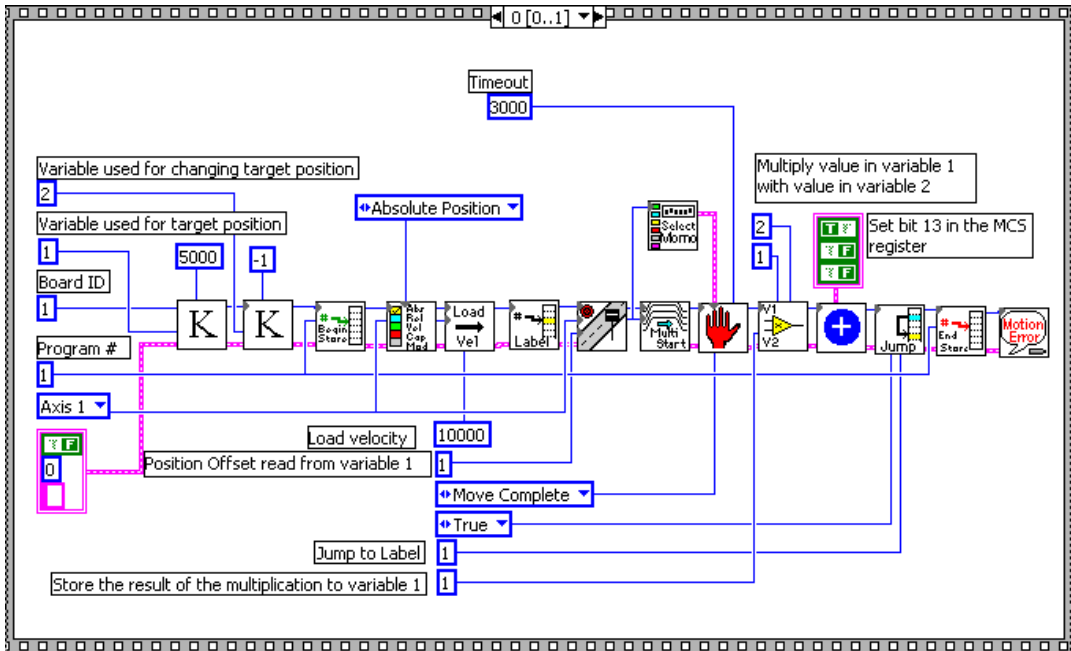 0 [0..1]
Timeout
3000
Variable used for changing target position
2
Variable used for target position
1
Board ID
1
5000
-1
Absolute Position
Multiply value in variable 1
with value in variable 2
2
1
T
F
F
Set bit 13 in the MCS
register
Select
Momo
K
K
#
Begin
Store
Abs
Rel
Vel
Cap
Mod
Load
Vel
#
Label
Multi
Start
V1
V2
Jump
#
End
Store
Motion
Error
Program #
1
Axis 1
F
0
Load velocity
10000
Position Offset read from variable 1
1
Move Complete
True
Jump to Label
1
Store the result of the multiplication to variable 1
1